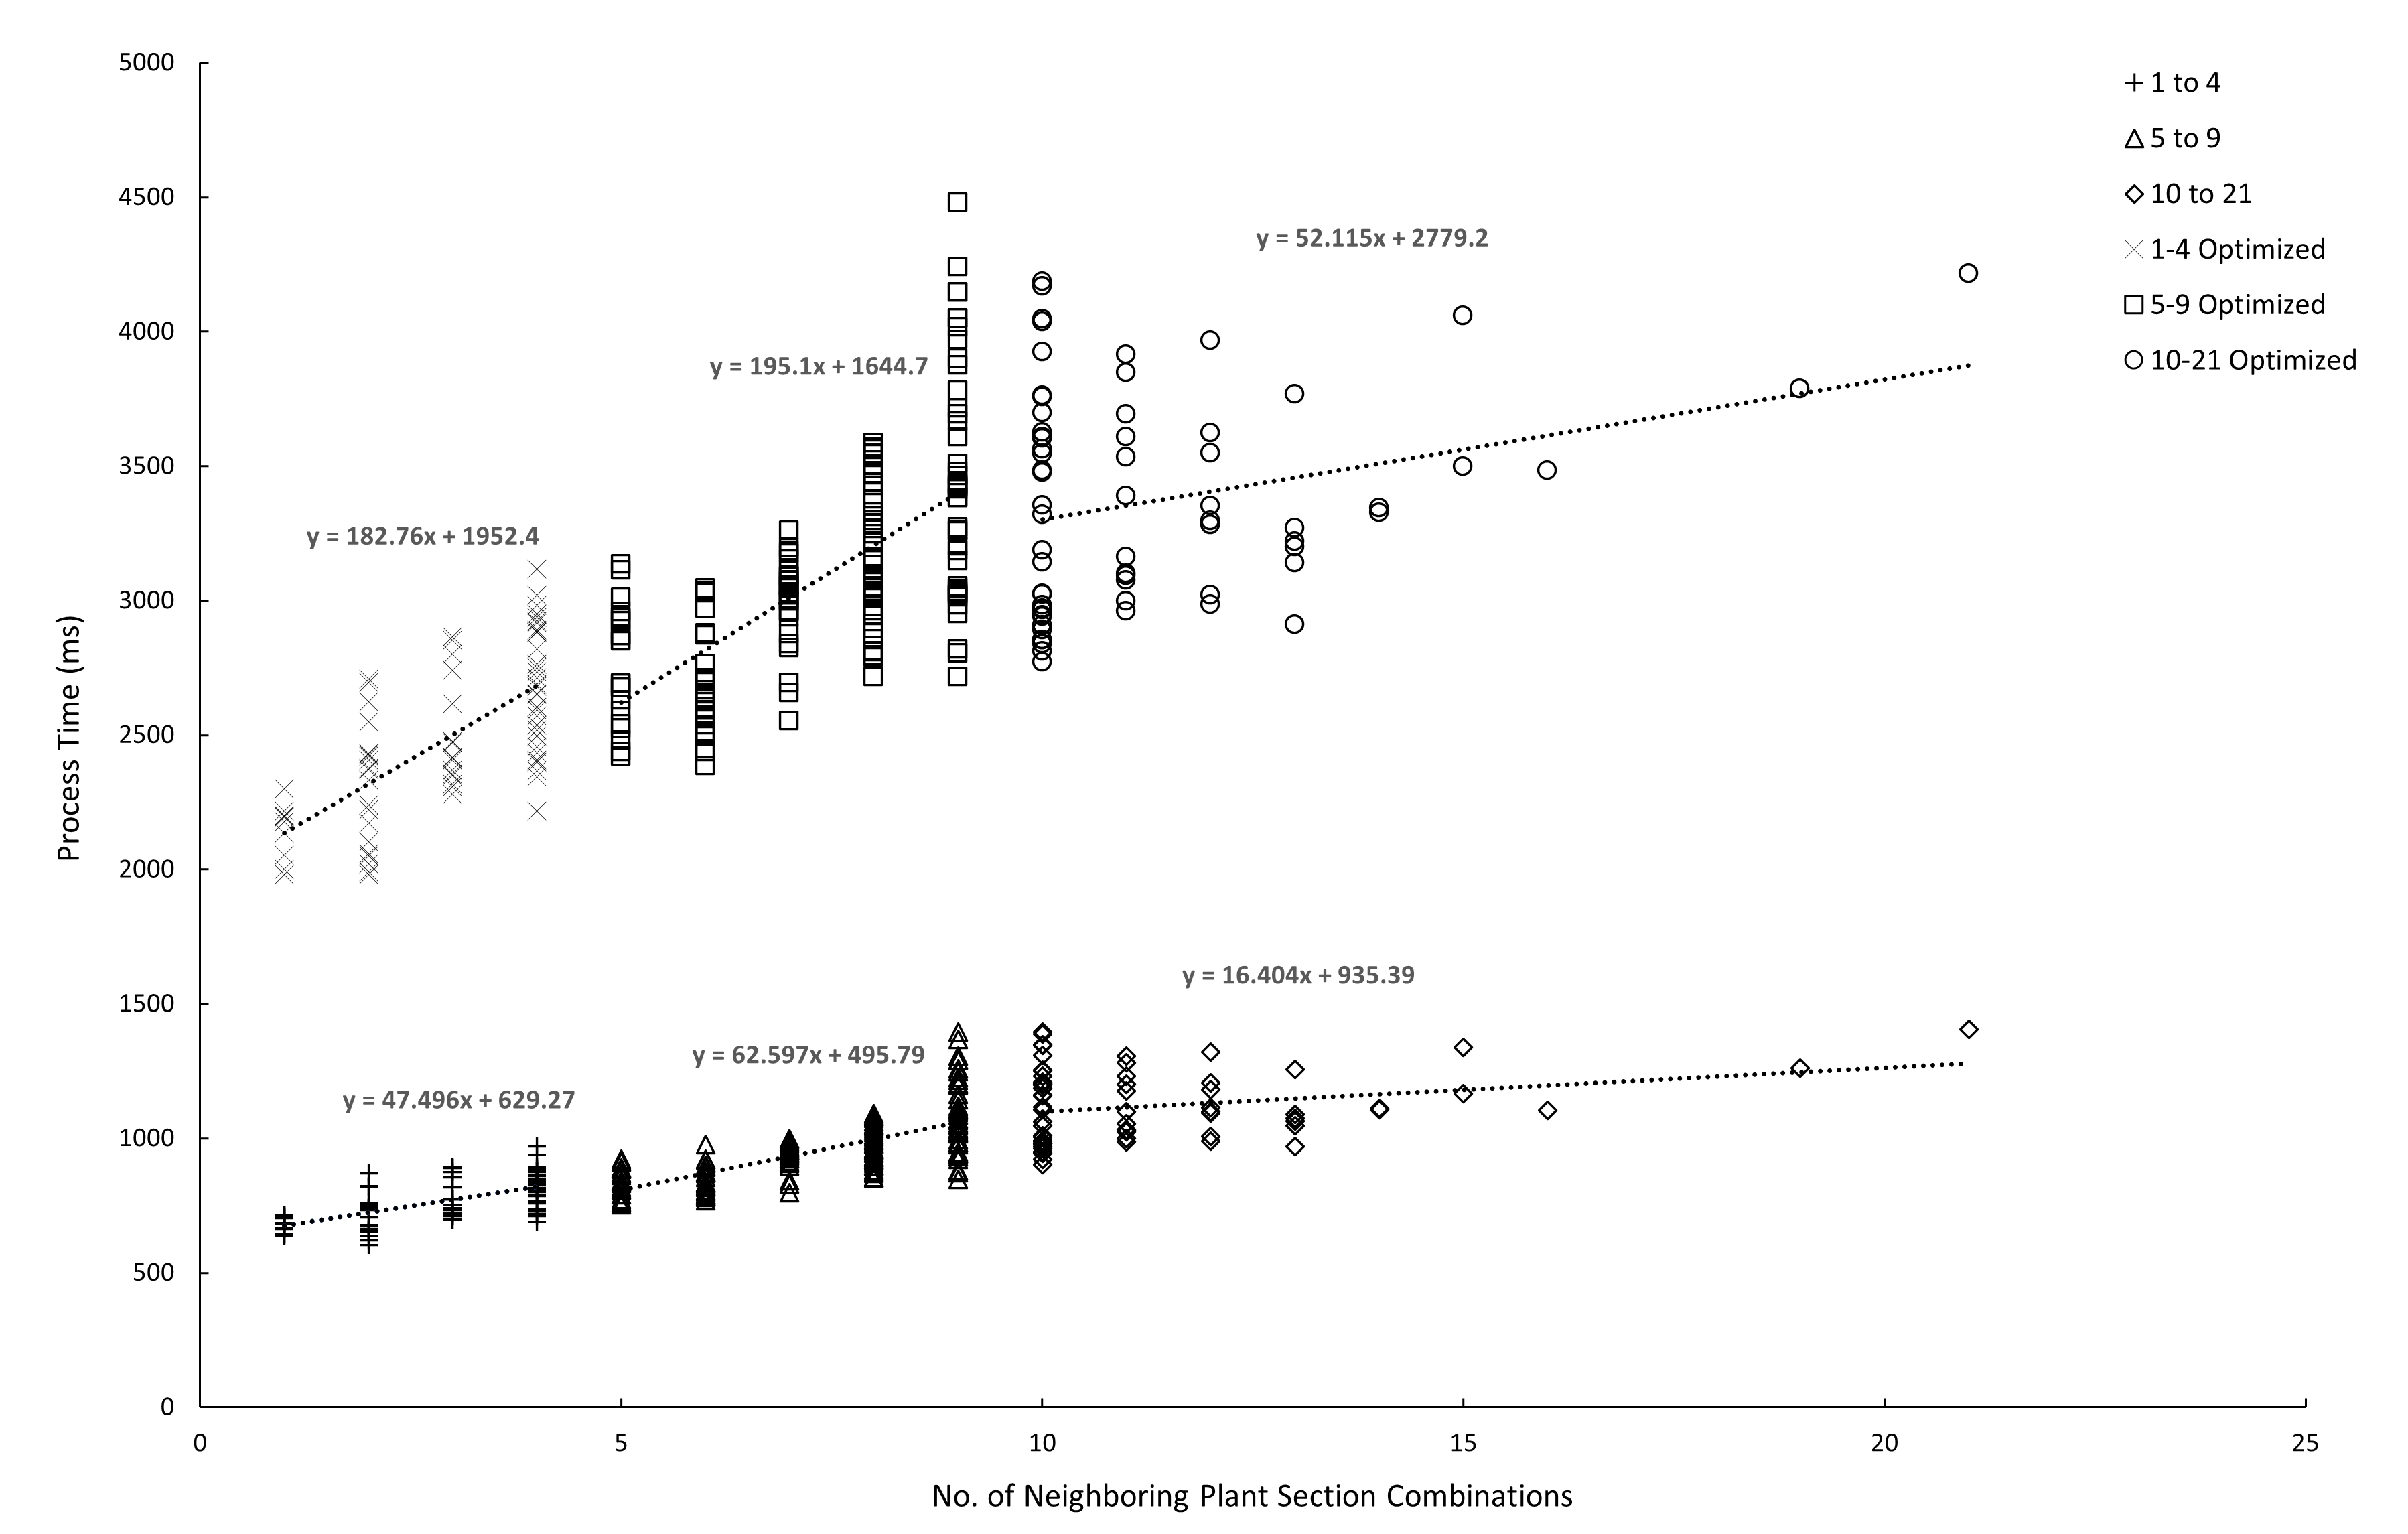 5000
4500
4000
3500
3000
2500
2000
1500
1000
500
0
Process Time (ms)
0
5
10
15
20
25
No. of Neighboring Plant Section Combinations
y = 182.76x + 1952.4
y = 195.1x + 1644.7
y = 52.115x + 2779.2
y = 47.496x + 629.27
y = 62.597x + 495.79
y = 16.404x + 935.39
1 to 4
5 to 9
10 to 21
1-4 Optimized
5-9 Optimized
10-21 Optimized